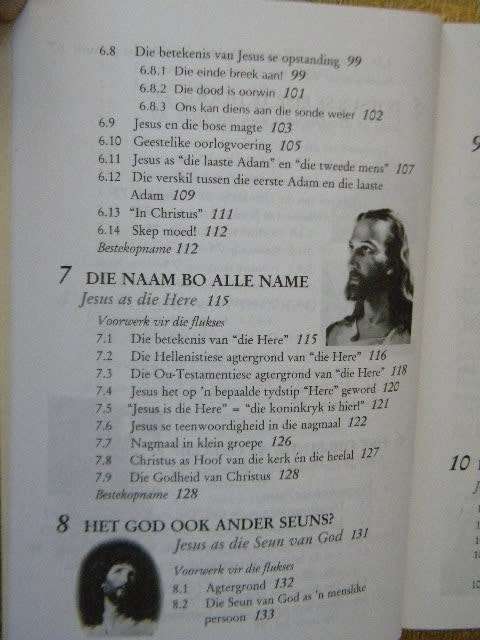 6.8 Die betekenis van Jesus se opstanding 99
6.8.1 Die einde breek aan! 99
6.8.2 Die dood is oorwin 101
6.8.3 Ons kan diens aan die sonde weier 102
6.9 Jesus en die bose magte 103
6.10 Geestelike oorlogvoering 105
6.11 Jesus as “die laaste Adam” en “die tweede mens” 107
6.12 Die verskil tussen die eerste Adam en die laaste
Adam 109
6.13 “In Christus” 111
6.14 Skep moed! 112
Bestekopname 112
7 DIE NAAM BO ALLE NAME
Jesus as die Here 115
Voorwerk vir die flukses
7.1 Die betekenis van “die Here” 115
7.2 Die Hellenistiese agtergrond van “die Here” 116
7.3 Die Ou-Testamentiese agtergrond van “die Here” 118
7.4 Jesus het op 'n bepaalde tydstip “Here” geword 120
7.5 “Jesus is die Here” = “die koninkryk is hier!” 121
7.6 Jesus se teenwoordigheid in die nagmaal 122
7.7 Nagmaal in klein groepe 126
7.8 Christus as Hoof van die kerk én die heelal 127
7.9 Die Godheid van Christus 128
Bestekopname 128
8 HET GOD OOK ANDER SEUNS?
Jesus as die Seun van God 131
Voorwerk vir die flukses
8.1 Agtergrond 132
8.2 Die Seun van God as 'n menslike
persoon 133
10